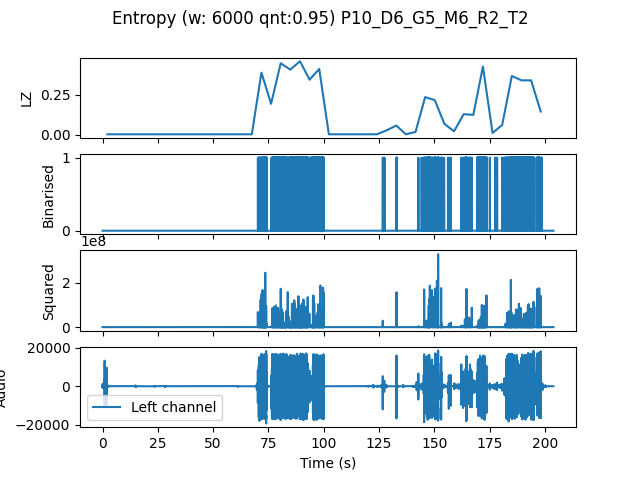 Entropy (w: 6000 qnt:0.95) P10_D6_G5_M6_R2_T2
LZ
0.25
0.00
Binarised
1
0
1e8
Squared
2
0
Audio
20000
0
−20000
Left channel
0 25 50 75 100 125 150 175 200
Time (s)